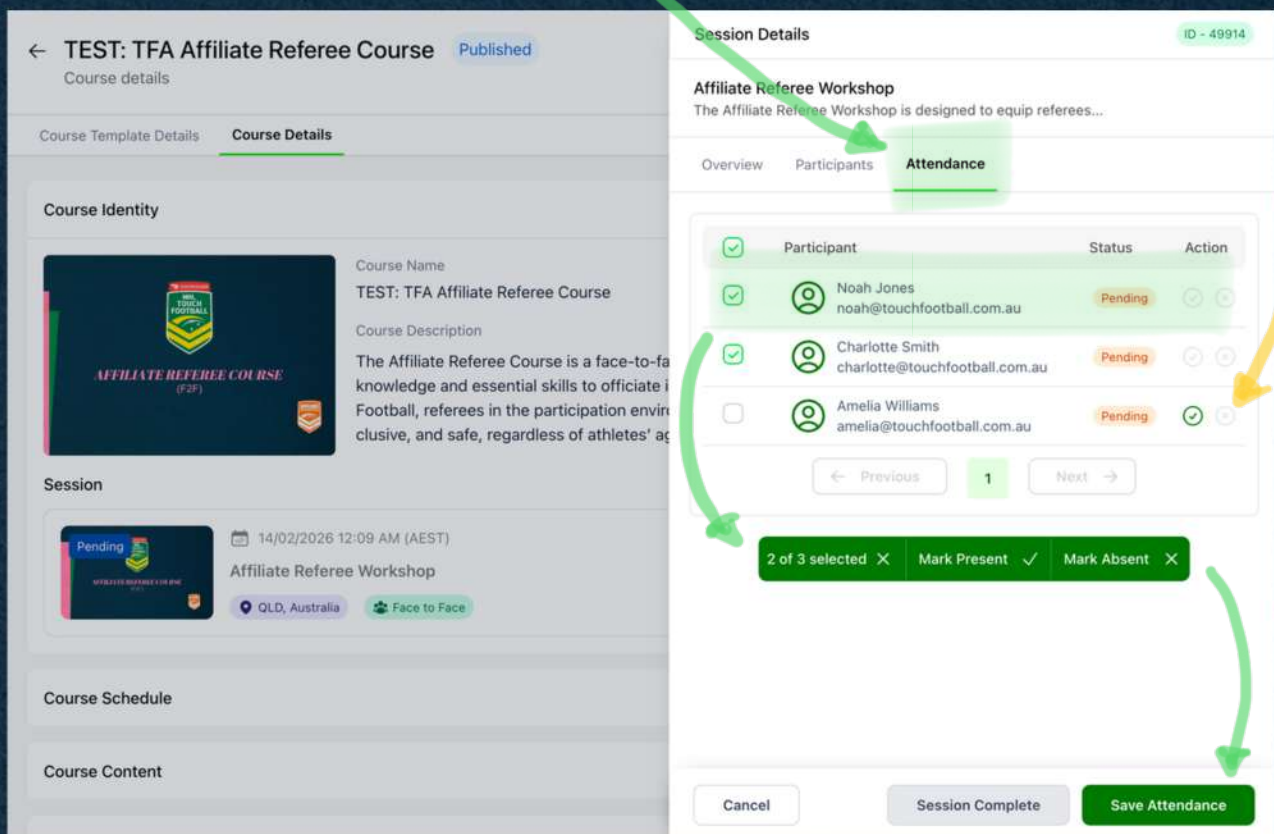 TEST: TFA Affiliate Referee Course
Published
Course details
Course Template Details
Course Details
Course Identity
NRL
TOUCH
FOOTBALL
AFFILIATE REFEREE COURSE
(F2F)
Course Name
TEST: TFA Affiliate Referee Course
Course Description
The Affiliate Referee Course is a face-to-fa
knowledge and essential skills to officiate i
Football, referees in the participation envir
clusive, and safe, regardless of athletes' ag
Session
Pending
AFFILIATE REFEREE COURSE
14/02/2026 12:09 AM (AEST)
Affiliate Referee Workshop
QLD, Australia
Face to Face
Course Schedule
Course Content
Session Details
ID - 49914
Affiliate Referee Workshop
The Affiliate Referee Workshop is designed to equip referees...
Overview
Participants
Attendance
Participant
Status
Action
Noah Jones
noah@touchfootball.com.au
Pending
Charlotte Smith
charlotte@touchfootball.com.au
Pending
Amelia Williams
amelia@touchfootball.com.au
Pending
← Previous
1
Next →
2 of 3 selected
Mark Present
Mark Absent
Cancel
Session Complete
Save Attendance